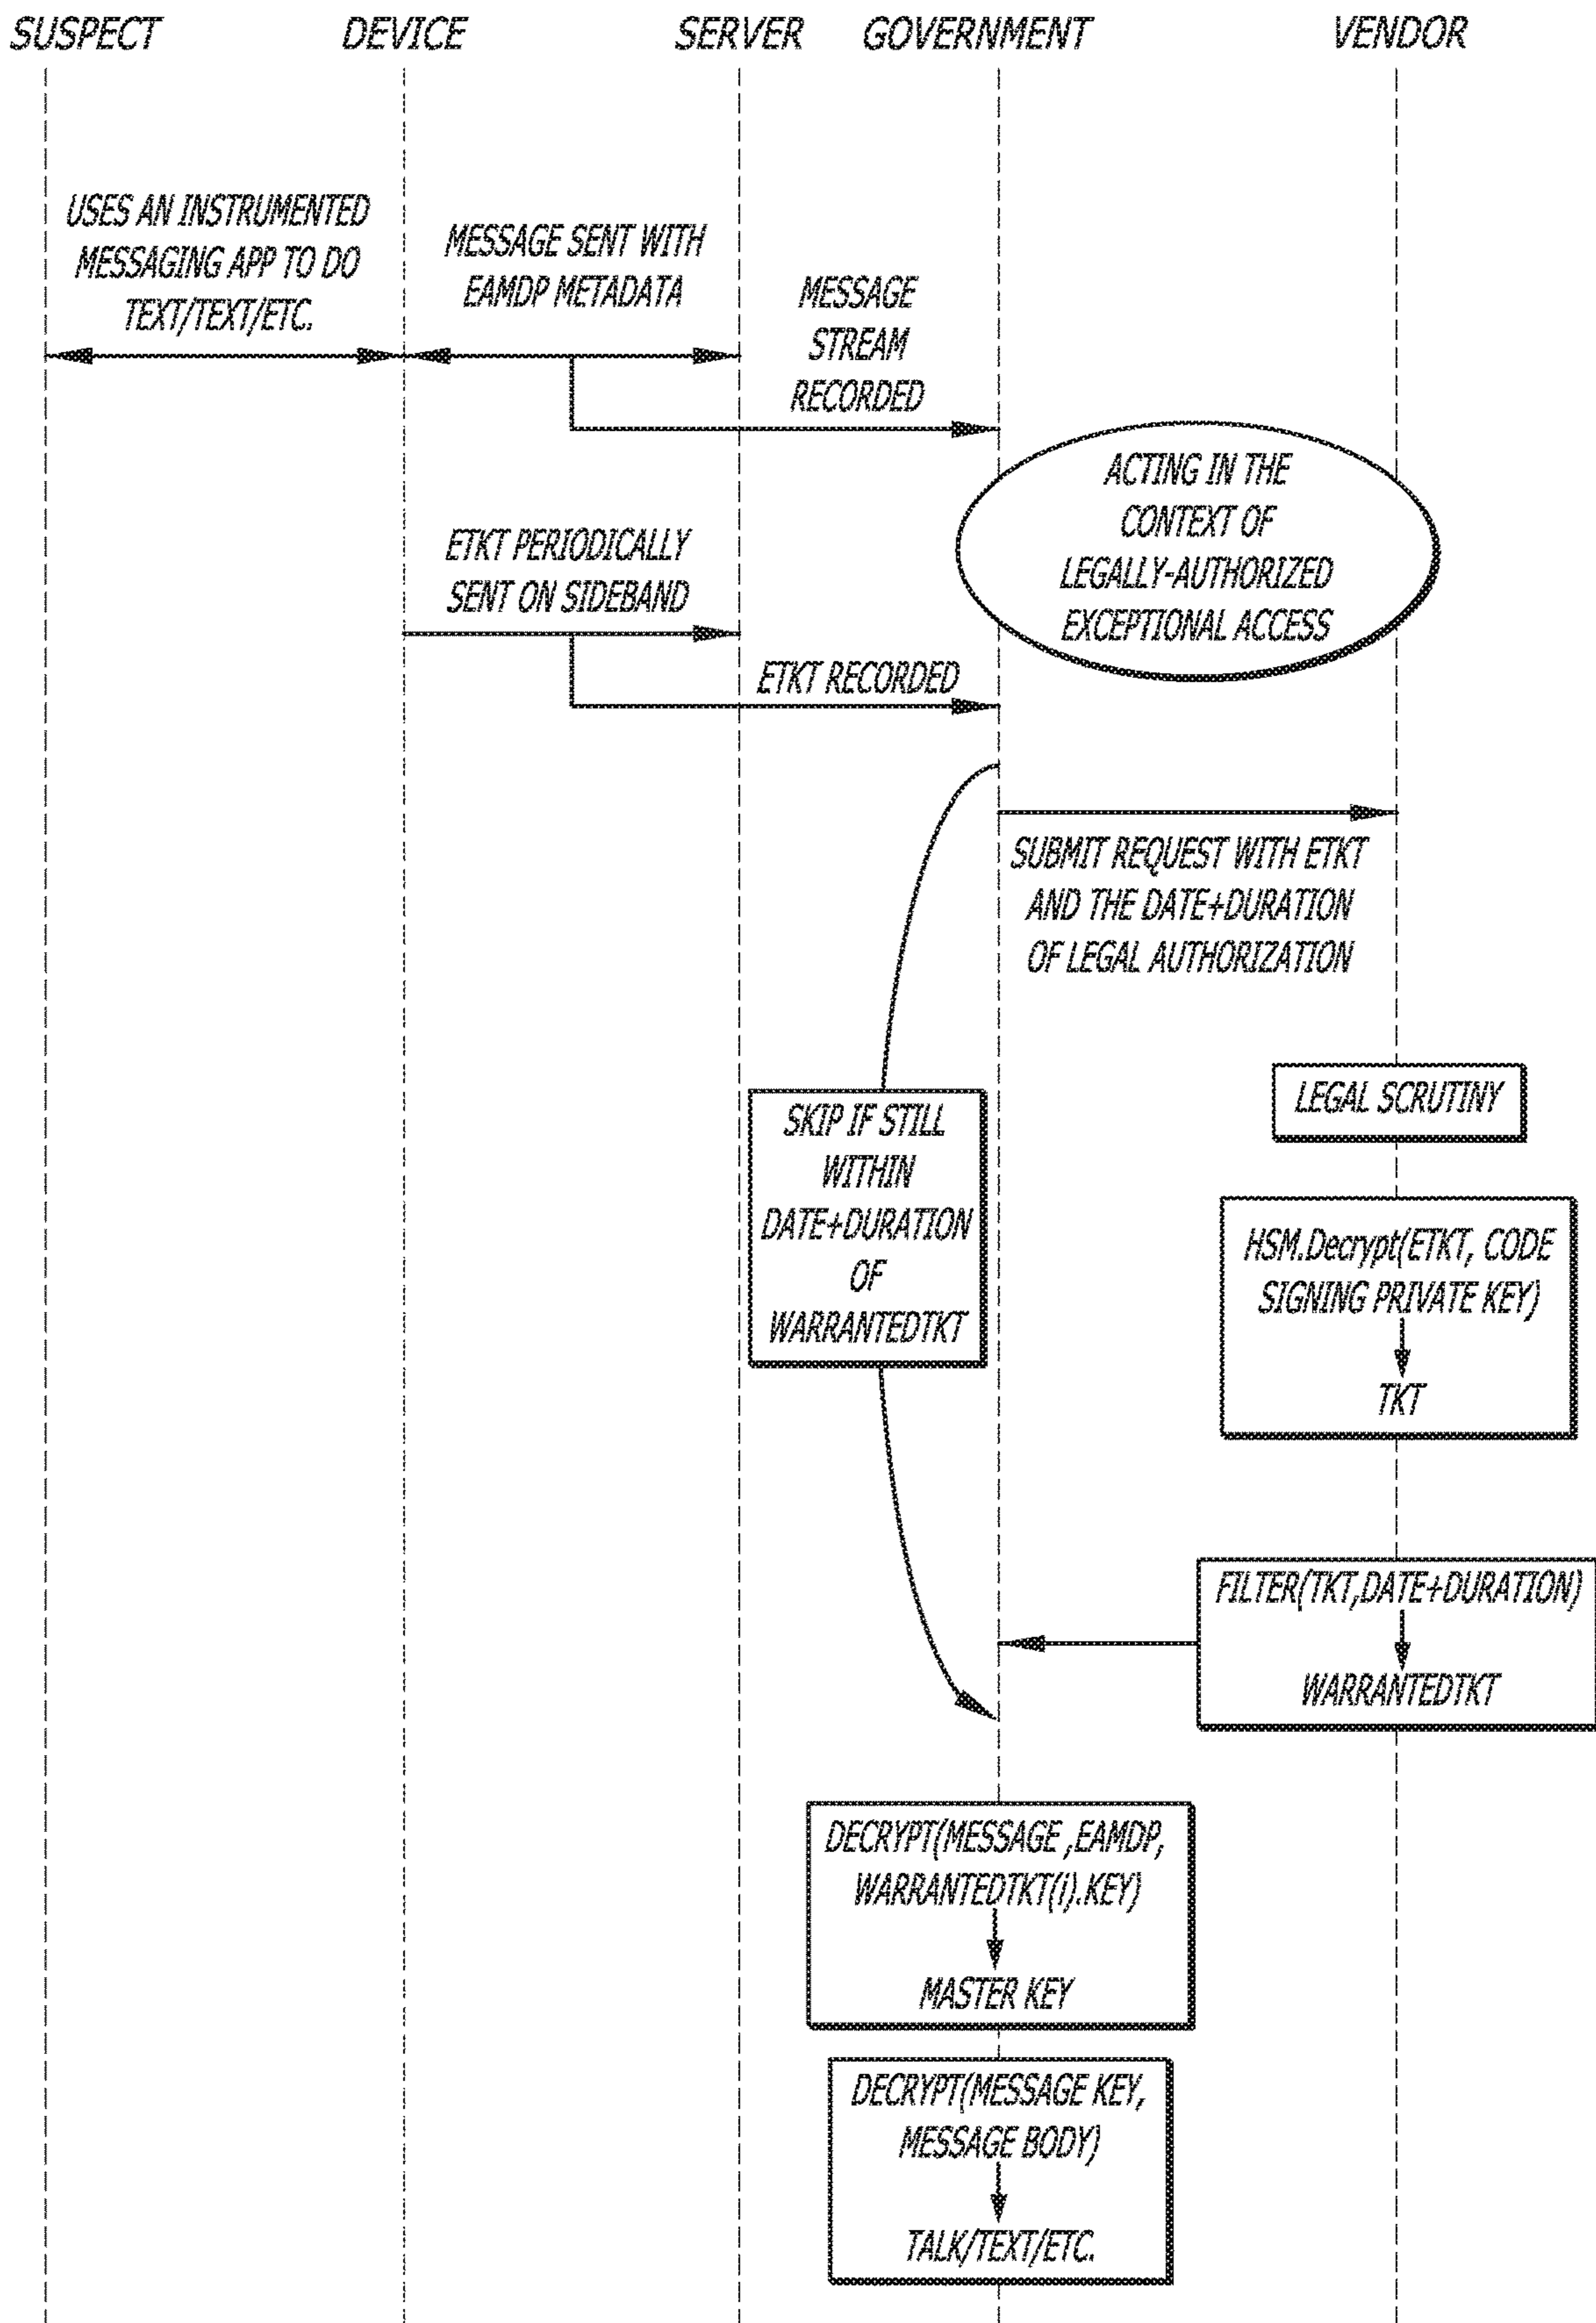 SUSPECT
DEVICE
SERVER
GOVERNMENT
VENDOR
USES AN INSTRUMENTED
MESSAGING APP TO DO
TEXT/TEXT/ETC.
MESSAGE SENT WITH
EAMDP METADATA
MESSAGE
STREAM
RECORDED
ACTING IN THE
CONTEXT OF
LEGALLY-AUTHORIZED
EXCEPTIONAL ACCESS
ETKT PERIODICALLY
SENT ON SIDEBAND
ETKT RECORDED
SUBMIT REQUEST WITH ETKT
AND THE DATE+DURATION
OF LEGAL AUTHORIZATION
LEGAL SCRUTINY
SKIP IF STILL
WITHIN
DATE+DURATION
OF
WARRANTEDTKT
HSM.Decrypt(ETKT, CODE
SIGNING PRIVATE KEY)
TKT
FILTER(TKT,DATE+DURATION)
WARRANTEDTKT
DECRYPT(MESSAGE ,EAMDP,
WARRANTEDTKT(i).KEY)
MASTER KEY
DECRYPT(MESSAGE KEY,
MESSAGE BODY)
TALK/TEXT/ETC.